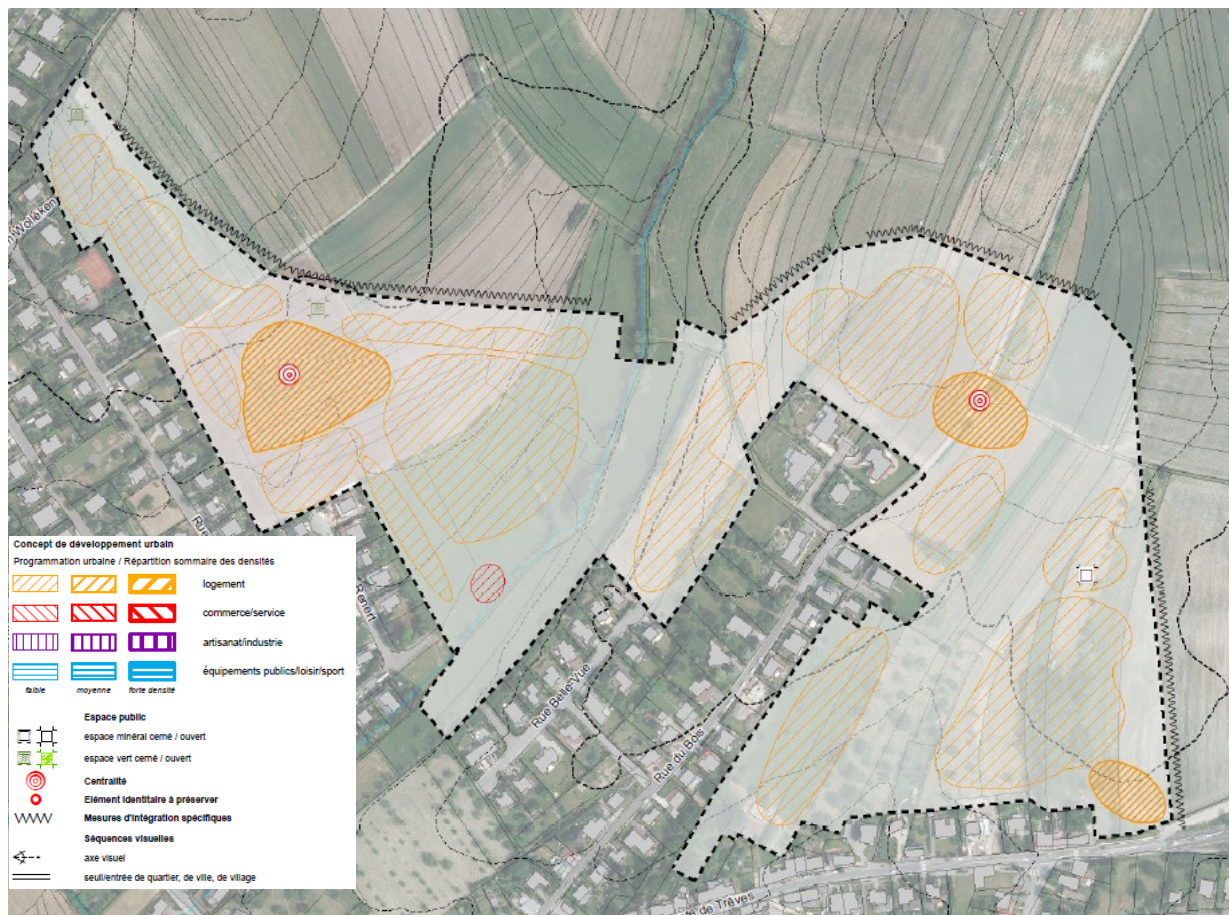 Wolléken
Rue
Renert
Rue Belle-Vue
Rue du Bois
de Trèves
Concept de développement urbain
Programmation urbaine / Répartition sommaire des densités
logement
commerce/service
artisanat/industrie
équipements publics/loisir/sport
faible moyenne forte densité
Espace public
espace minéral cerné / ouvert
espace vert cerné / ouvert
Centralité
Elément identitaire à préserver
Mesures d'intégration spécifiques
Séquences visuelles
axe visuel
seuil/entrée de quartier, de ville, de village